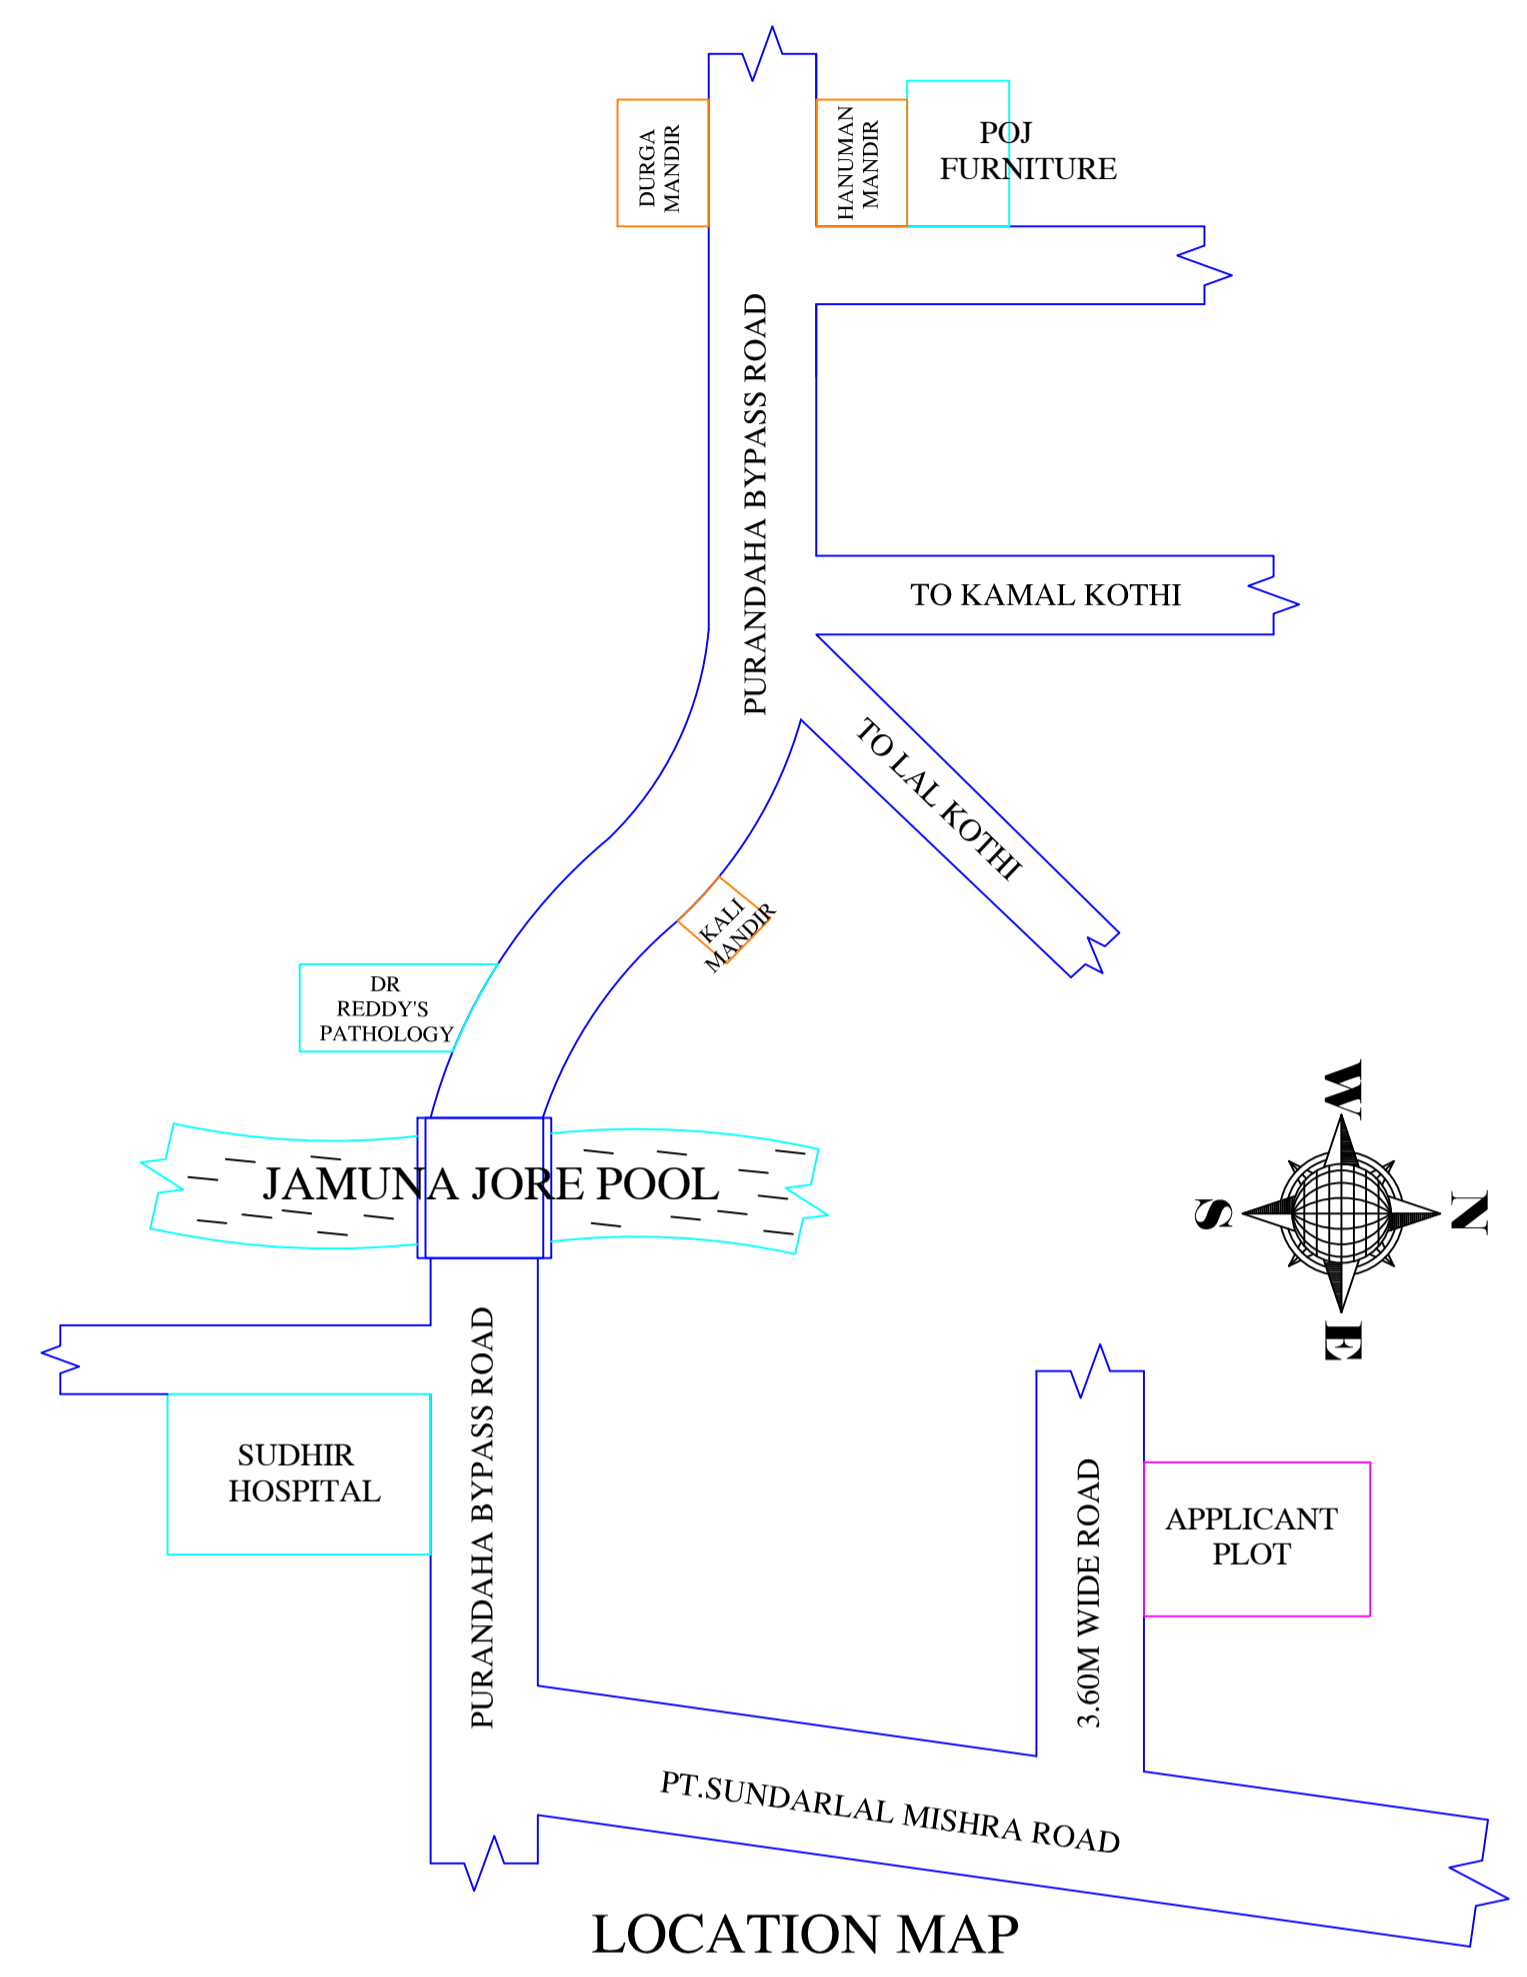 DURGA
MANDIR
HANUMAN
MANDIR
POJ
FURNITURE
PURANDAHA BYPASS ROAD
TO KAMAL KOTHI
TO LAL KOTHI
KALI
MANDIR
DR
REDDY'S
PATHOLOGY
W
S
N
E
JAMUNA JORE POOL
PURANDAHA BYPASS ROAD
SUDHIR
HOSPITAL
3.60M WIDE ROAD
APPLICANT
PLOT
PT.SUNDARLAL MISHRA ROAD
LOCATION MAP